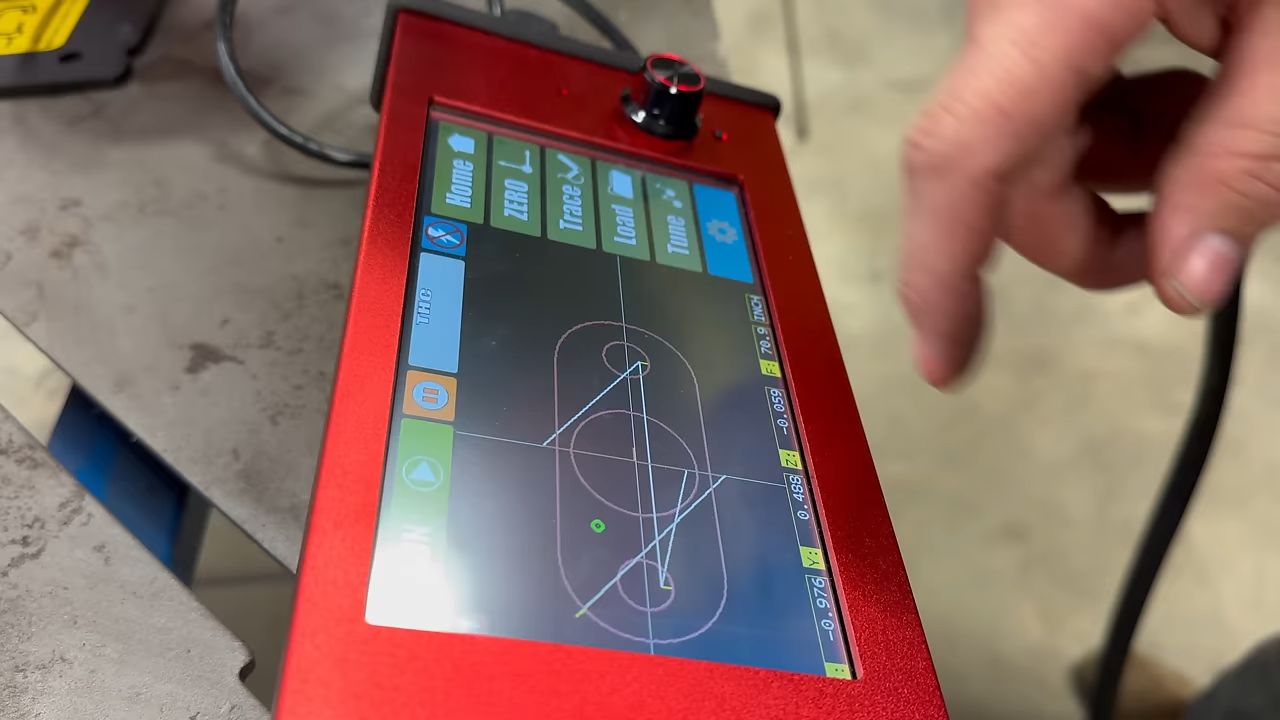 Home
ZERO
Trace
Load
Tune
THC
-0.976
Y: 0.488
Z: -0.059
F: 70.9 INCH